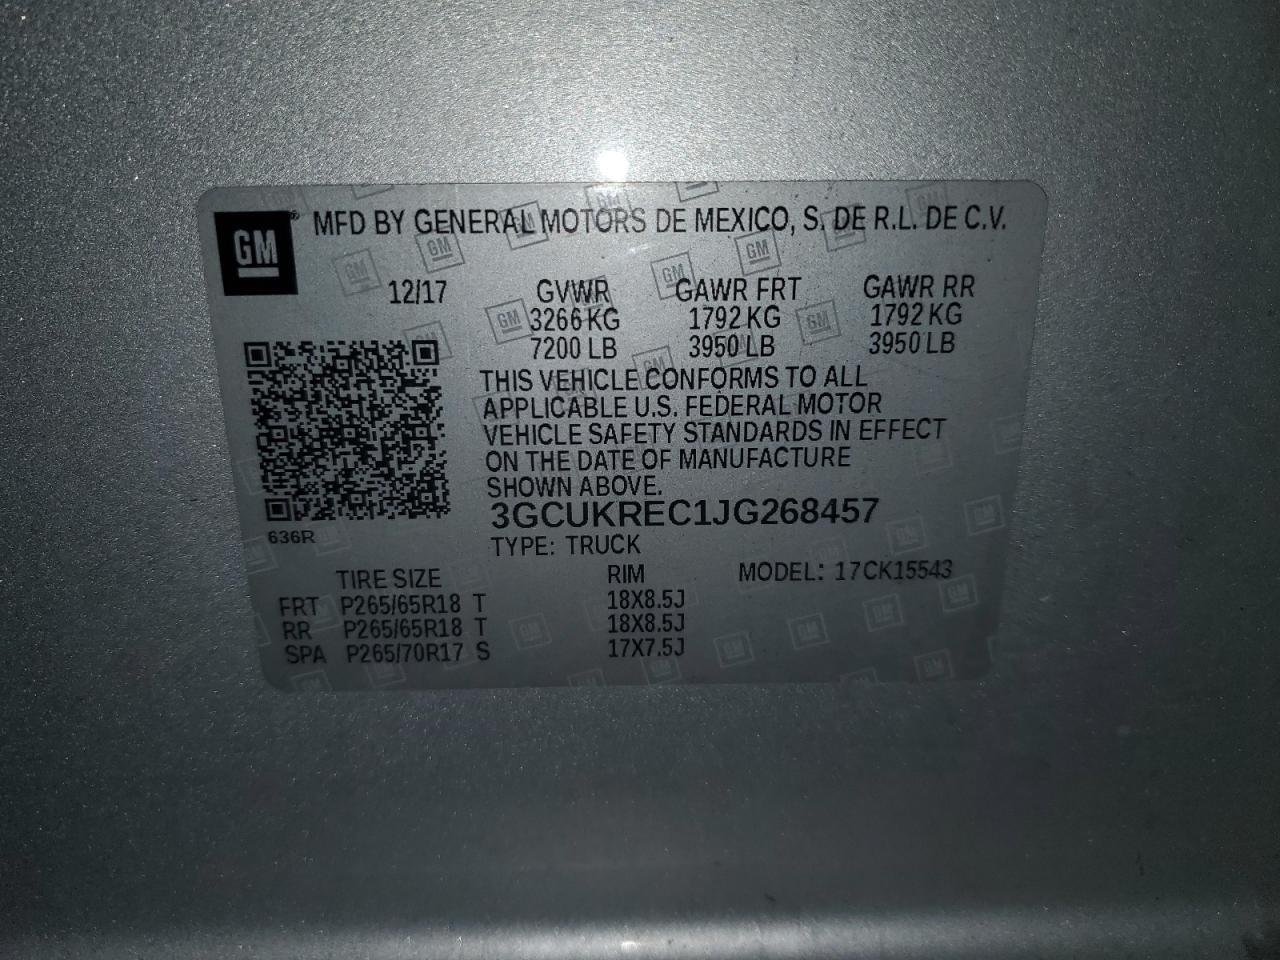 GM® MFD BY GENERAL MOTORS DE MEXICO, S. DE R.L. DE C.V.
12/17 GVWR GAWR FRT GAWR RR
3266 KG 1792 KG 1792 KG
7200 LB 3950 LB 3950 LB
THIS VEHICLE CONFORMS TO ALL
APPLICABLE U.S. FEDERAL MOTOR
VEHICLE SAFETY STANDARDS IN EFFECT
ON THE DATE OF MANUFACTURE
SHOWN ABOVE.
3GCUKREC1JG268457
636R
TYPE: TRUCK
TIRE SIZE RIM MODEL: 17CK15543
FRT P265/65R18 T 18X8.5J
RR P265/65R18 T 18X8.5J
SPA P265/70R17 S 17X7.5J